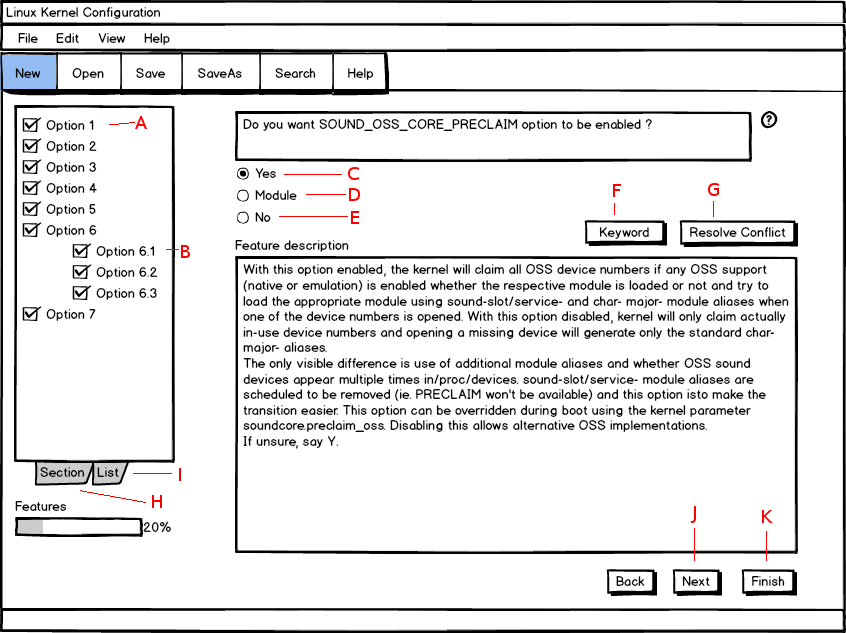 Linux Kernel Configuration
File Edit View Help
New Open Save SaveAs Search Help
Option 1 A
Option 2
Option 3
Option 4
Option 5
Option 6
Option 6.1 B
Option 6.2
Option 6.3
Option 7
Section List I
H
Features
20%
Do you want SOUND_OSS_CORE_PRECLAIM option to be enabled ?
?
Yes C
Module D
No E
F G
Keyword Resolve Conflict
Feature description
With this option enabled, the kernel will claim all OSS device numbers if any OSS support
(native or emulation) is enabled whether the respective module is loaded or not and try to
load the appropriate module using sound-slot/service- and char- major- module aliases when
one of the device numbers is opened. With this option disabled, kernel will only claim actually
in-use device numbers and opening a missing device will generate only the standard char-
major- aliases.
The only visible difference is use of additional module aliases and whether OSS sound
devices appear multiple times in/proc/devices. sound-slot/service- module aliases are
scheduled to be removed (ie. PRECLAIM won't be available) and this option isto make the
transition easier. This option can be overridden during boot using the kernel parameter
soundcore.preclaim_oss. Disabling this allows alternative OSS implementations.
If unsure, say Y.
J K
Back Next Finish